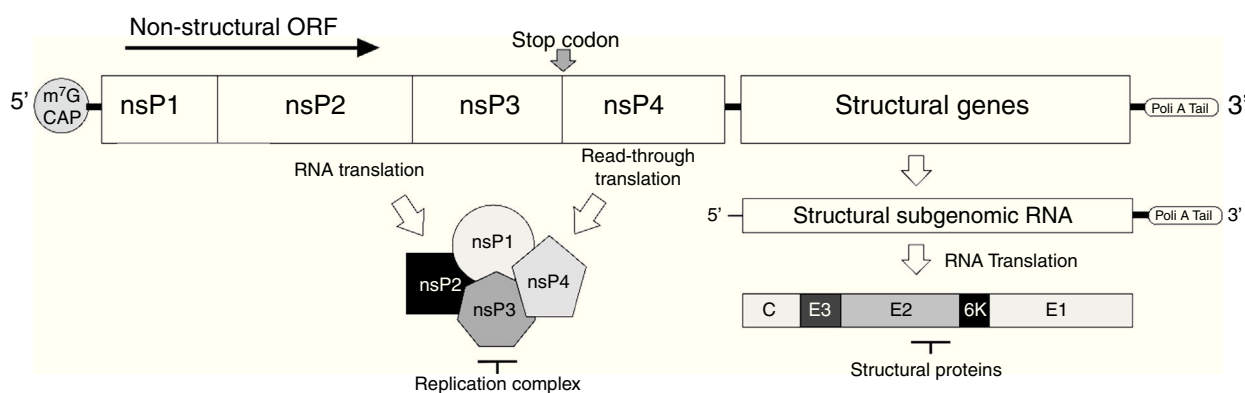 Non-structural ORF
Stop codon
5’ m⁷G CAP nsP1 nsP2 nsP3 nsP4 Structural genes Poli A Tail 3’
RNA translation
Read-through
translation
5’ Structural subgenomic RNA Poli A Tail 3’
nsP1
nsP2
nsP4
nsP3
RNA Translation
C E3 E2 6K E1
Replication complex
Structural proteins